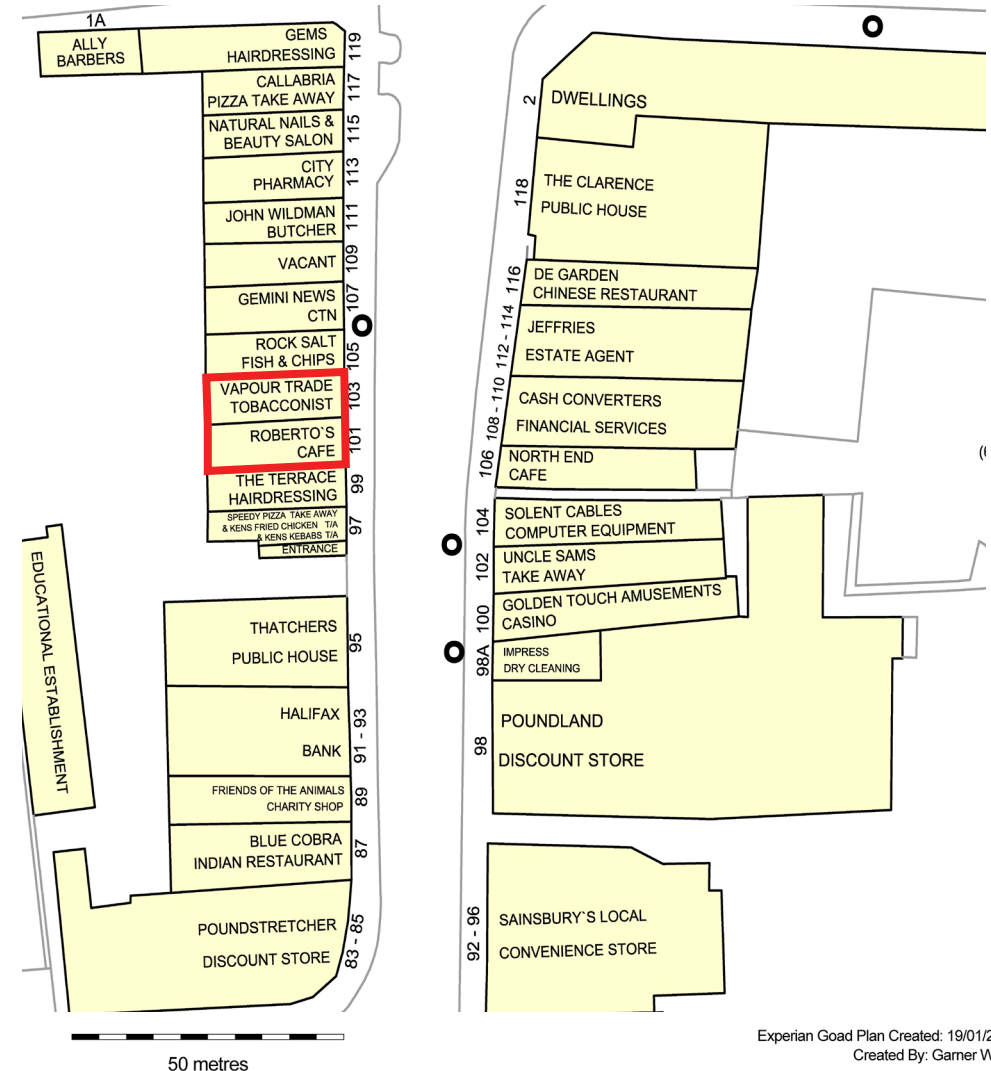 1A
ALLY
BARBERS
GEMS
HAIRDRESSING
119
CALLABRIA
PIZZA TAKE AWAY
117
NATURAL NAILS &
BEAUTY SALON
115
CITY
PHARMACY
113
JOHN WILDMAN
BUTCHER
111
VACANT
109
GEMINI NEWS
CTN
107
ROCK SALT
FISH & CHIPS
105
VAPOUR TRADE
TOBACCONIST
103
ROBERTO`S
CAFE
101
THE TERRACE
HAIRDRESSING
99
SPEEDY PIZZA TAKE AWAY
& KENS FRIED CHICKEN T/A
& KENS KEBABS T/A
97
ENTRANCE
EDUCATIONAL ESTABLISHMENT
THATCHERS
PUBLIC HOUSE
95
HALIFAX
BANK
91 - 93
FRIENDS OF THE ANIMALS
CHARITY SHOP
89
BLUE COBRA
INDIAN RESTAURANT
87
POUNDSTRETCHER
DISCOUNT STORE
83 - 85
2
DWELLINGS
118
THE CLARENCE
PUBLIC HOUSE
116
DE GARDEN
CHINESE RESTAURANT
112 - 114
JEFFRIES
ESTATE AGENT
108 - 110
CASH CONVERTERS
FINANCIAL SERVICES
106
NORTH END
CAFE
(6
104
SOLENT CABLES
COMPUTER EQUIPMENT
102
UNCLE SAMS
TAKE AWAY
100
GOLDEN TOUCH AMUSEMENTS
CASINO
98A
IMPRESS
DRY CLEANING
98
POUNDLAND
DISCOUNT STORE
92 - 96
SAINSBURY`S LOCAL
CONVENIENCE STORE
50 metres
Experian Goad Plan Created: 19/01/2
Created By: Garner W